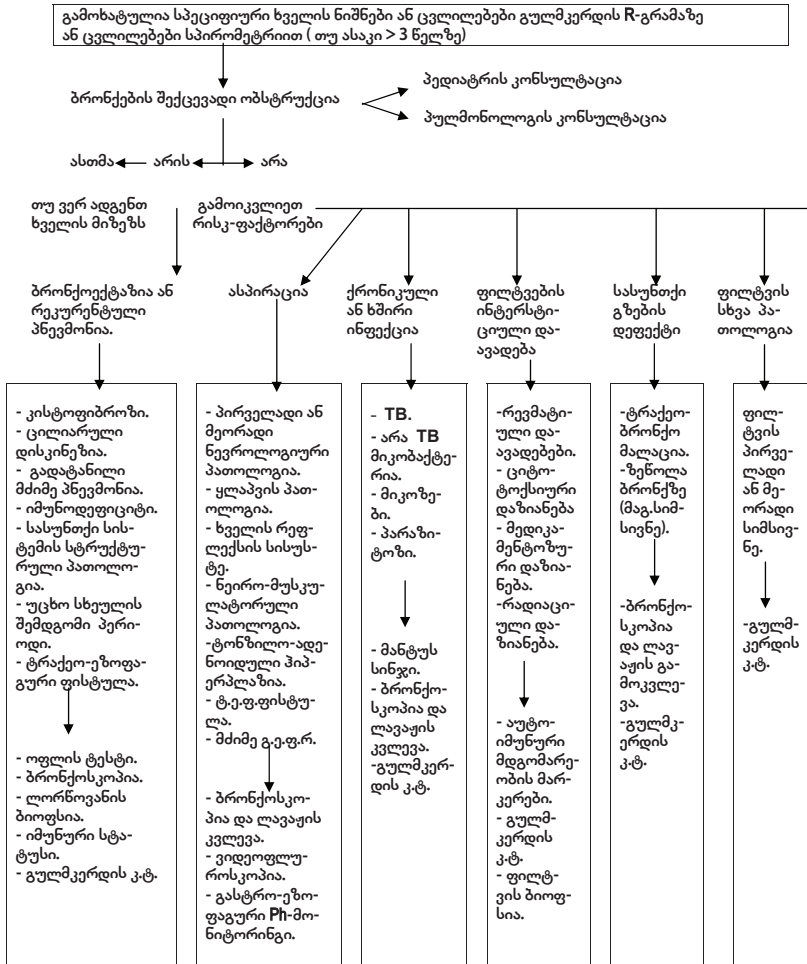 გამოხატულია სპეციფიური ხველის ნიშნები ან ცვლილებები გულმკერდის R-გრამაზე
ან ცვლილებები სპირომეტრიით ( თუ ასაკი > 3 წელზე)
ბრონქების შექცევადი ობსტრუქცია
პედიატრის კონსულტაცია
პულმონოლოგის კონსულტაცია
ასთმა არის არა
თუ ვერ ადგენთ
ხველის მიზეზს
გამოიკვლიეთ
რისკ-ფაქტორები
ბრონქოექტაზია ან
რეკურენტული
პნევმონია.
ასპირაცია
ქრონიკული
ან ხშირი
ინფექცია
ფილტვების
ინტერსტი-
ციული და-
ავადება
სასუნთქი
გზების
დეფექტი
ფილტვის
სხვა პა-
თოლოგია
- კისტოფიბროზი.
- ცილიარული
დისკინეზია.
- გადატანილი
მძიმე პნევმონია.
- იმუნოდეფიციტი.
- სასუნთქი სის-
ტემის სტრუქტუ-
რული პათოლო-
გია.
- უცხო სხეულის
შემდგომი პერი-
ოდი.
- ტრაქეო-ეზოფა-
გური ფისტულა.
- ოფლის ტესტი.
- ბრონქოსკოპია.
- ლორწოვანის
ბიოფსია.
- იმუნური სტა-
ტუსი.
- გულმკერდის კ.ტ.
- პირველადი ან
მეორადი
ნევროლოგიური
პათოლოგია.
- ყლაპვის პათ-
ოლოგია.
- ხველის რეფ-
ლექსის სისუს-
ტე.
- ნეირო-მუსკუ-
ლატორული
პათოლოგია.
-ტონზილო-ადე-
ნოიდული ჰიპ-
ერპლაზია.
- ტ.ე.ფ.ფისტუ-
ლა.
- მძიმე გ.ე.ფ.რ.
- ბრონქოსკო-
პია და ლავაჟის
კვლევა.
- ვიდეოფლუ-
როსკოპია.
- გასტრო-ეზო-
ფაგური Ph-მო-
ნიტორინგი.
- TB.
- არა TB
მიკობაქტე-
რია.
- მიკოზე-
ბი.
- პარაზი-
ტოზი.
- მანტუს
სინჯი.
- ბრონქო-
სკოპია და
ლავაჟის
კვლევა.
-გულმკერ-
დის კ.ტ.
-რევმატი-
ული და-
ავადებები.
- ციტო-
ტოქსიური
დაზიანება
- მედიკა-
მენტოზუ-
რი დაზია-
ნება.
-რადიაცი-
ული და-
ზიანება.
- აუტო-
იმუნური
მდგომარე-
ობის მარ-
კერები.
- გულმ-
კერდის
კ.ტ.
- ფილტ-
ვის ბიოფ-
სია.
-ტრაქეო-
ბრონქო
მალაცია.
-ზეწოლა
ბრონქზე
(მაგ.სიმ-
სივნე).
-ბრონქო-
სკოპია
და ლავ-
აჟის გა-
მოკვლე-
ვა.
-გულმკ-
ერდის
კ.ტ.
ფილ-
ტვის
პირვე-
ლადი
ან მე-
ორადი
სიმსივ-
ნე.
-გულმ-
კერდის
კ.ტ.